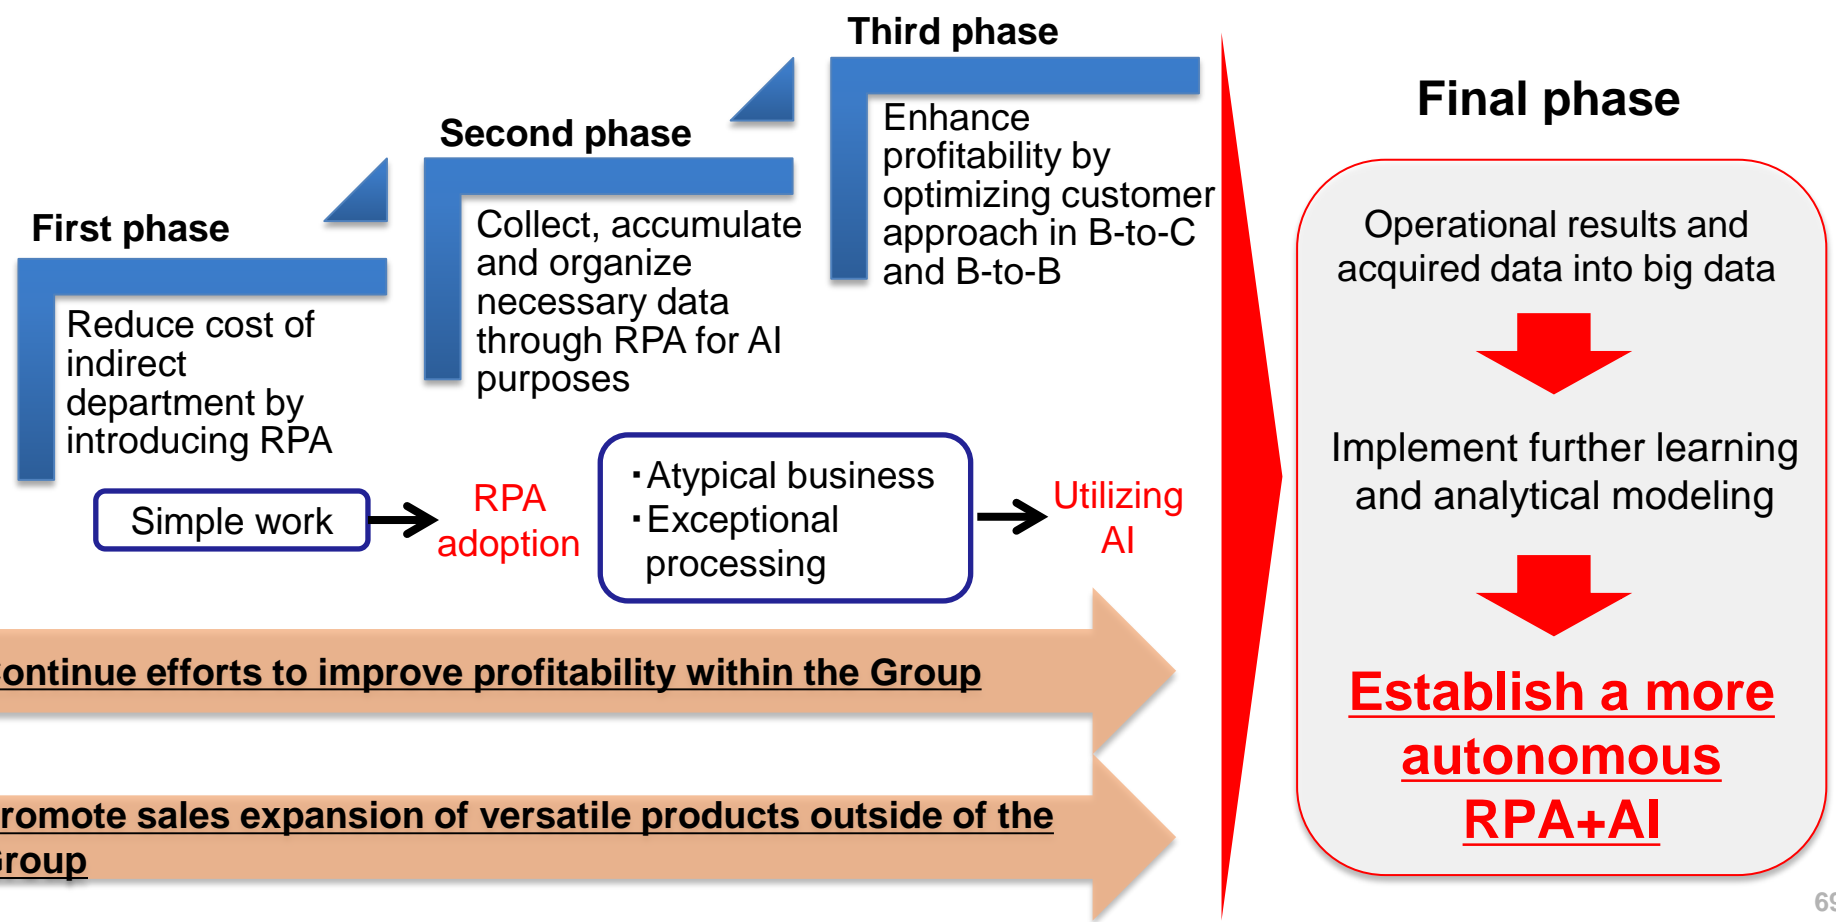 First phase
Reduce cost of
indirect
department by
introducing RPA
Second phase
Collect, accumulate
and organize
necessary data
through RPA for AI
purposes
Third phase
Enhance
profitability by
optimizing customer
approach in B-to-C
and B-to-B
Simple work
RPA
adoption
・Atypical business
・Exceptional
processing
Utilizing
AI
ontinue efforts to improve profitability within the Group
romote sales expansion of versatile products outside of the
roup
Final phase
Operational results and
acquired data into big data
Implement further learning
and analytical modeling
Establish a more
autonomous
RPA+AI
69